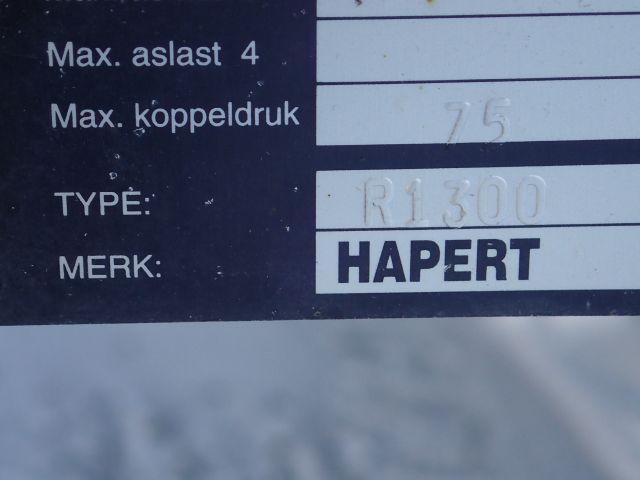 Max. aslast 4
Max. koppeldruk 75
TYPE: R1300
MERK: HAPERT